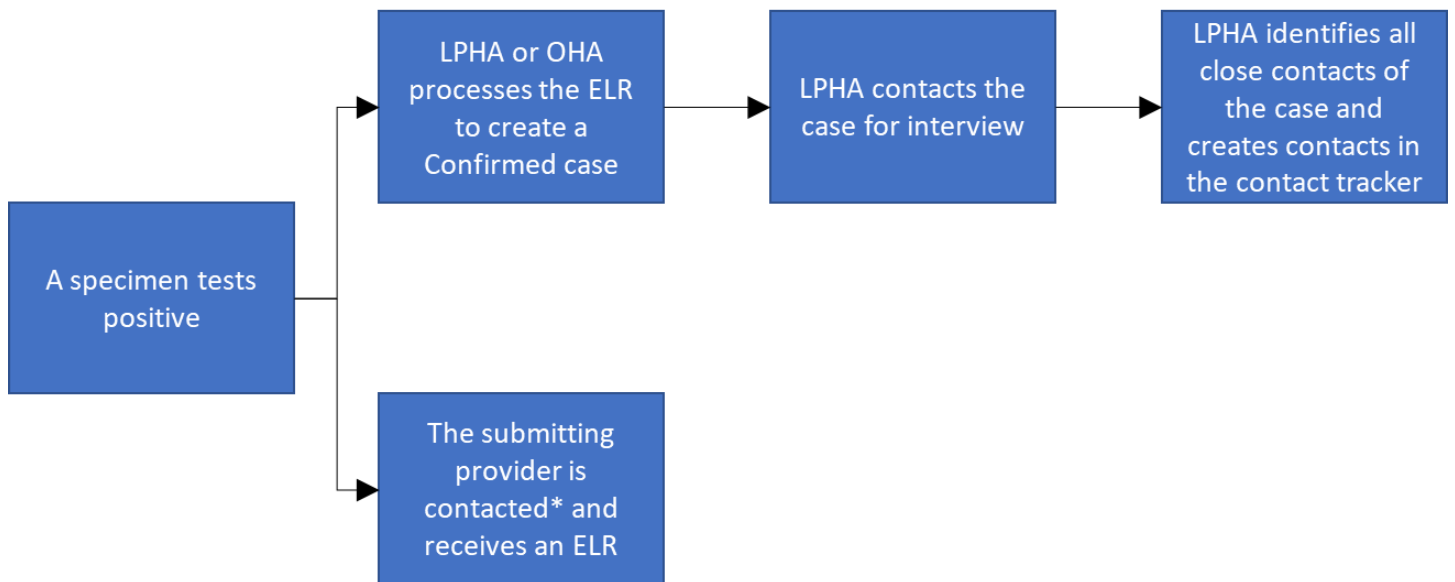 A specimen tests
positive
LPHA or OHA
processes the ELR
to create a
Confirmed case
LPHA contacts the
case for interview
LPHA identifies all
close contacts of
the case and
creates contacts in
the contact tracker
The submitting
provider is
contacted* and
receives an ELR